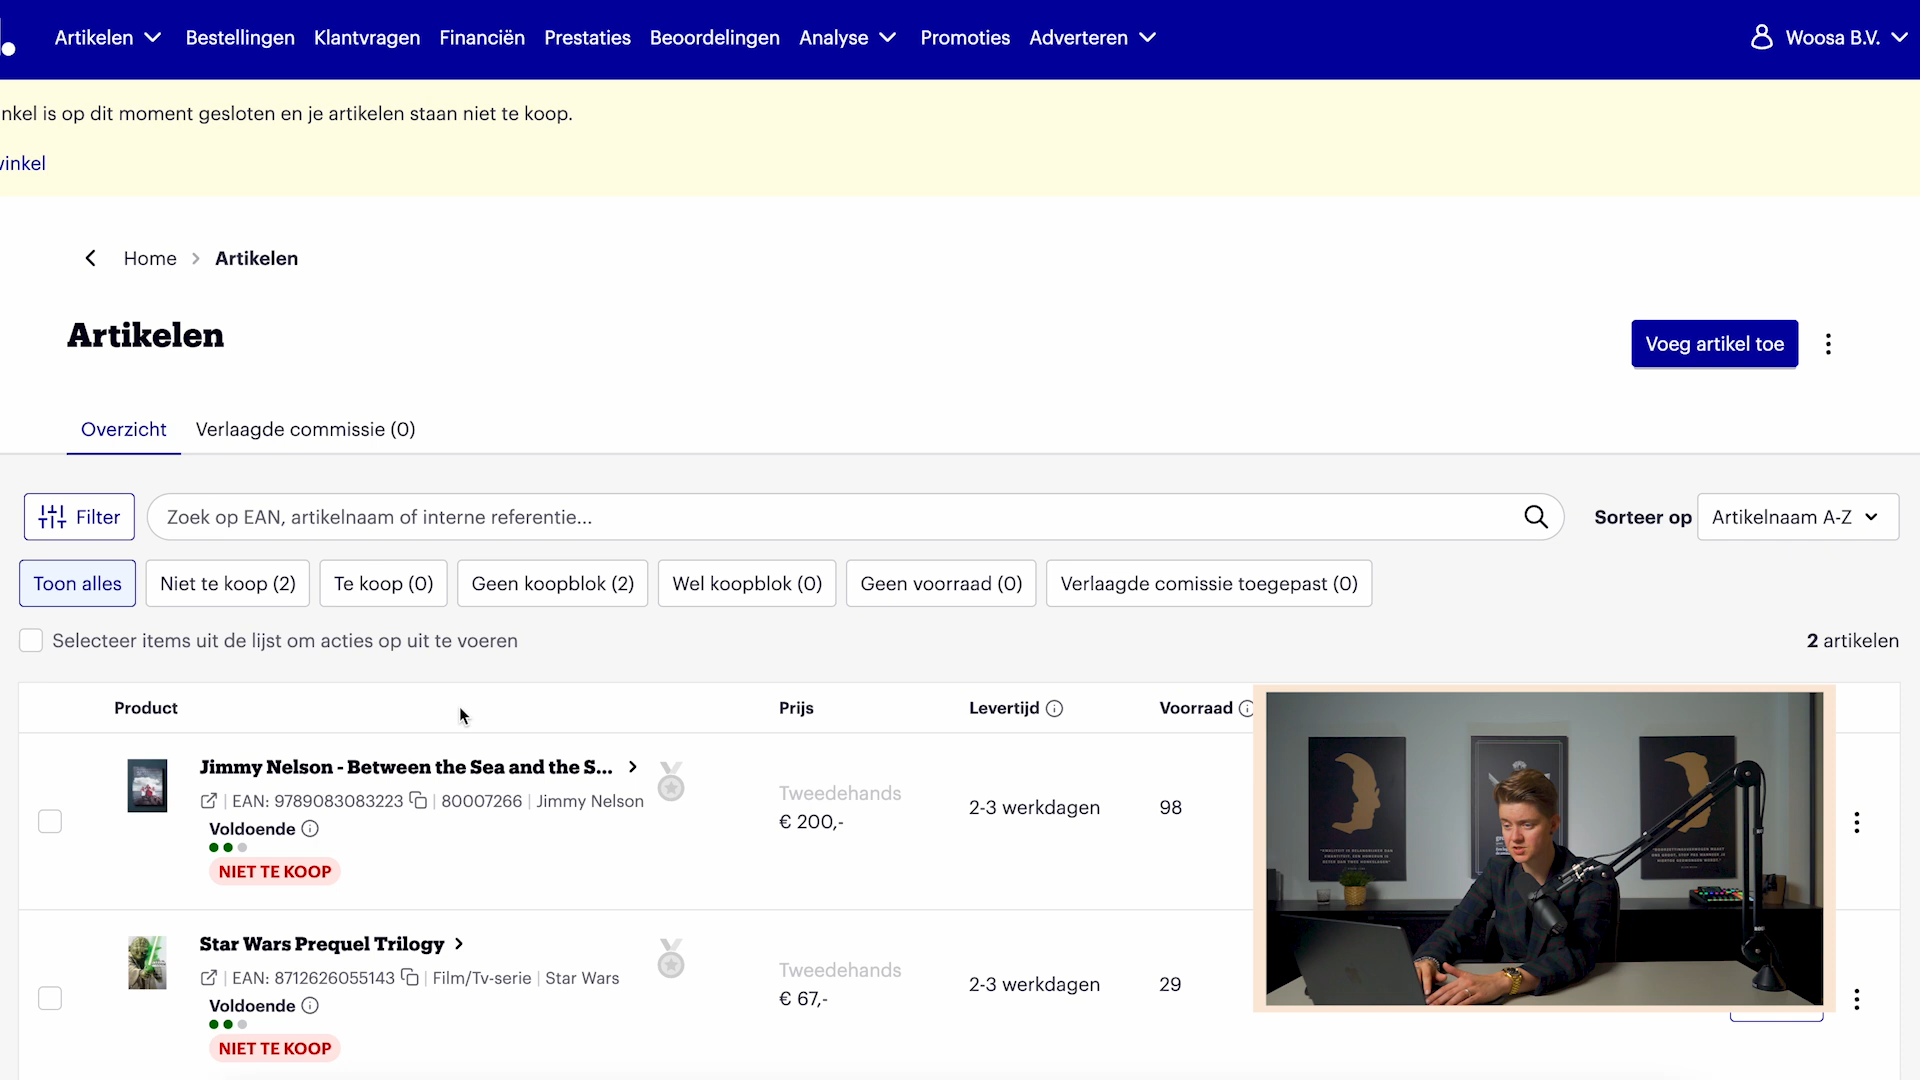 Artikelen Bestellingen Klantvragen Financiën Prestaties Beoordelingen Analyse Promoties Adverteren Woosa B.V.
nkel is op dit moment gesloten en je artikelen staan niet te koop.
winkel
Home Artikelen
Artikelen
Voeg artikel toe
Overzicht Verlaagde commissie (0)
Filter Zoek op EAN, artikelnaam of interne referentie... Sorteer op Artikelnaam A-Z
Toon alles Niet te koop (2) Te koop (0) Geen koopblok (2) Wel koopblok (0) Geen voorraad (0) Verlaagde comissie toegepast (0)
Selecteer items uit de lijst om acties op uit te voeren 2 artikelen
Product Prijs Levertijd Voorraad
Jimmy Nelson - Between the Sea and the S...
| EAN: 9789083083223 | 80007266 | Jimmy Nelson
Voldoende
NIET TE KOOP
Tweedehands
€ 200,-
2-3 werkdagen
98
Star Wars Prequel Trilogy
| EAN: 8712626055143 | Film/Tv-serie | Star Wars
Voldoende
NIET TE KOOP
Tweedehands
€ 67,-
2-3 werkdagen
29